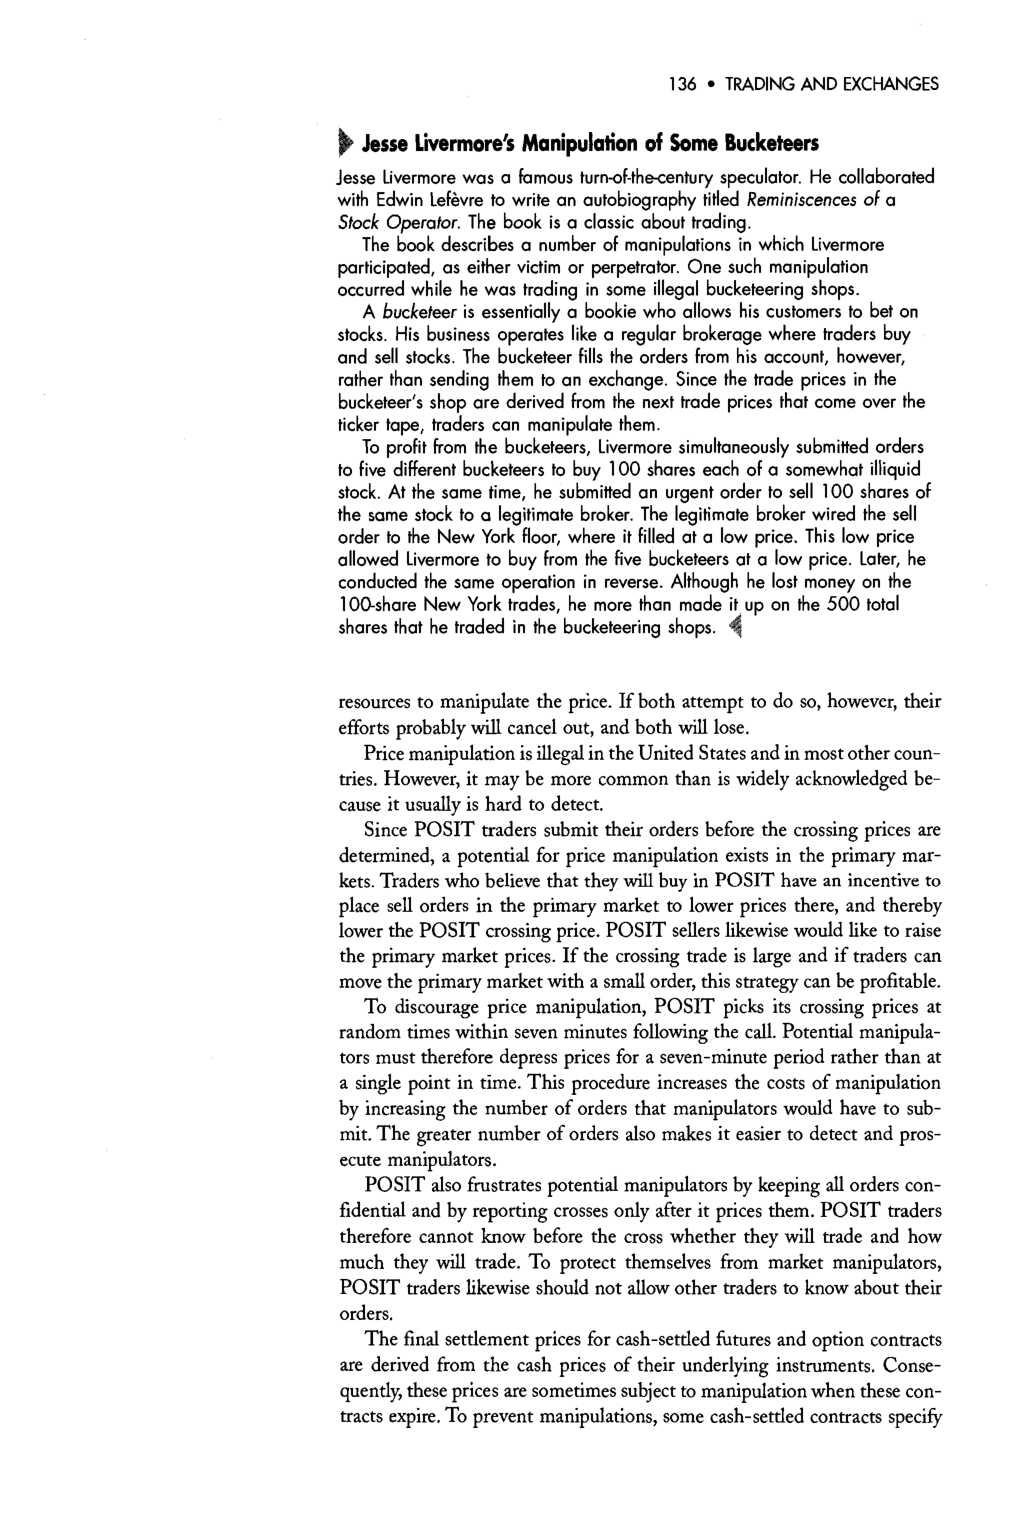 136 • TRADING AND EXCHANGES
Jesse Livermore's Manipulation of Some Bucketeers
Jesse Livermore was a famous turn-of-the-century speculator. He collaborated
with Edwin Lefèvre to write an autobiography titled Reminiscences of a
Stock Operator. The book is a classic about trading.
The book describes a number of manipulations in which Livermore
participated, as either victim or perpetrator. One such manipulation
occurred while he was trading in some illegal bucketeering shops.
A bucketeer is essentially a bookie who allows his customers to bet on
stocks. His business operates like a regular brokerage where traders buy
and sell stocks. The bucketeer fills the orders from his account, however,
rather than sending them to an exchange. Since the trade prices in the
bucketeer's shop are derived from the next trade prices that come over the
ticker tape, traders can manipulate them.
To profit from the bucketeers, Livermore simultaneously submitted orders
to five different bucketeers to buy 100 shares each of a somewhat illiquid
stock. At the same time, he submitted an urgent order to sell 100 shares of
the same stock to a legitimate broker. The legitimate broker wired the sell
order to the New York floor, where it filled at a low price. This low price
allowed Livermore to buy from the five bucketeers at a low price. Later, he
conducted the same operation in reverse. Although he lost money on the
100-share New York trades, he more than made it up on the 500 total
shares that he traded in the bucketeering shops.
resources to manipulate the price. If both attempt to do so, however, their
efforts probably will cancel out, and both will lose.
Price manipulation is illegal in the United States and in most other coun-
tries. However, it may be more common than is widely acknowledged be-
cause it usually is hard to detect.
Since POSIT traders submit their orders before the crossing prices are
determined, a potential for price manipulation exists in the primary mar-
kets. Traders who believe that they will buy in POSIT have an incentive to
place sell orders in the primary market to lower prices there, and thereby
lower the POSIT crossing price. POSIT sellers likewise would like to raise
the primary market prices. If the crossing trade is large and if traders can
move the primary market with a small order, this strategy can be profitable.
To discourage price manipulation, POSIT picks its crossing prices at
random times within seven minutes following the call. Potential manipula-
tors must therefore depress prices for a seven-minute period rather than at
a single point in time. This procedure increases the costs of manipulation
by increasing the number of orders that manipulators would have to sub-
mit. The greater number of orders also makes it easier to detect and pros-
ecute manipulators.
POSIT also frustrates potential manipulators by keeping all orders con-
fidential and by reporting crosses only after it prices them. POSIT traders
therefore cannot know before the cross whether they will trade and how
much they will trade. To protect themselves from market manipulators,
POSIT traders likewise should not allow other traders to know about their
orders.
The final settlement prices for cash-settled futures and option contracts
are derived from the cash prices of their underlying instruments. Conse-
quently, these prices are sometimes subject to manipulation when these con-
tracts expire. To prevent manipulations, some cash-settled contracts specify